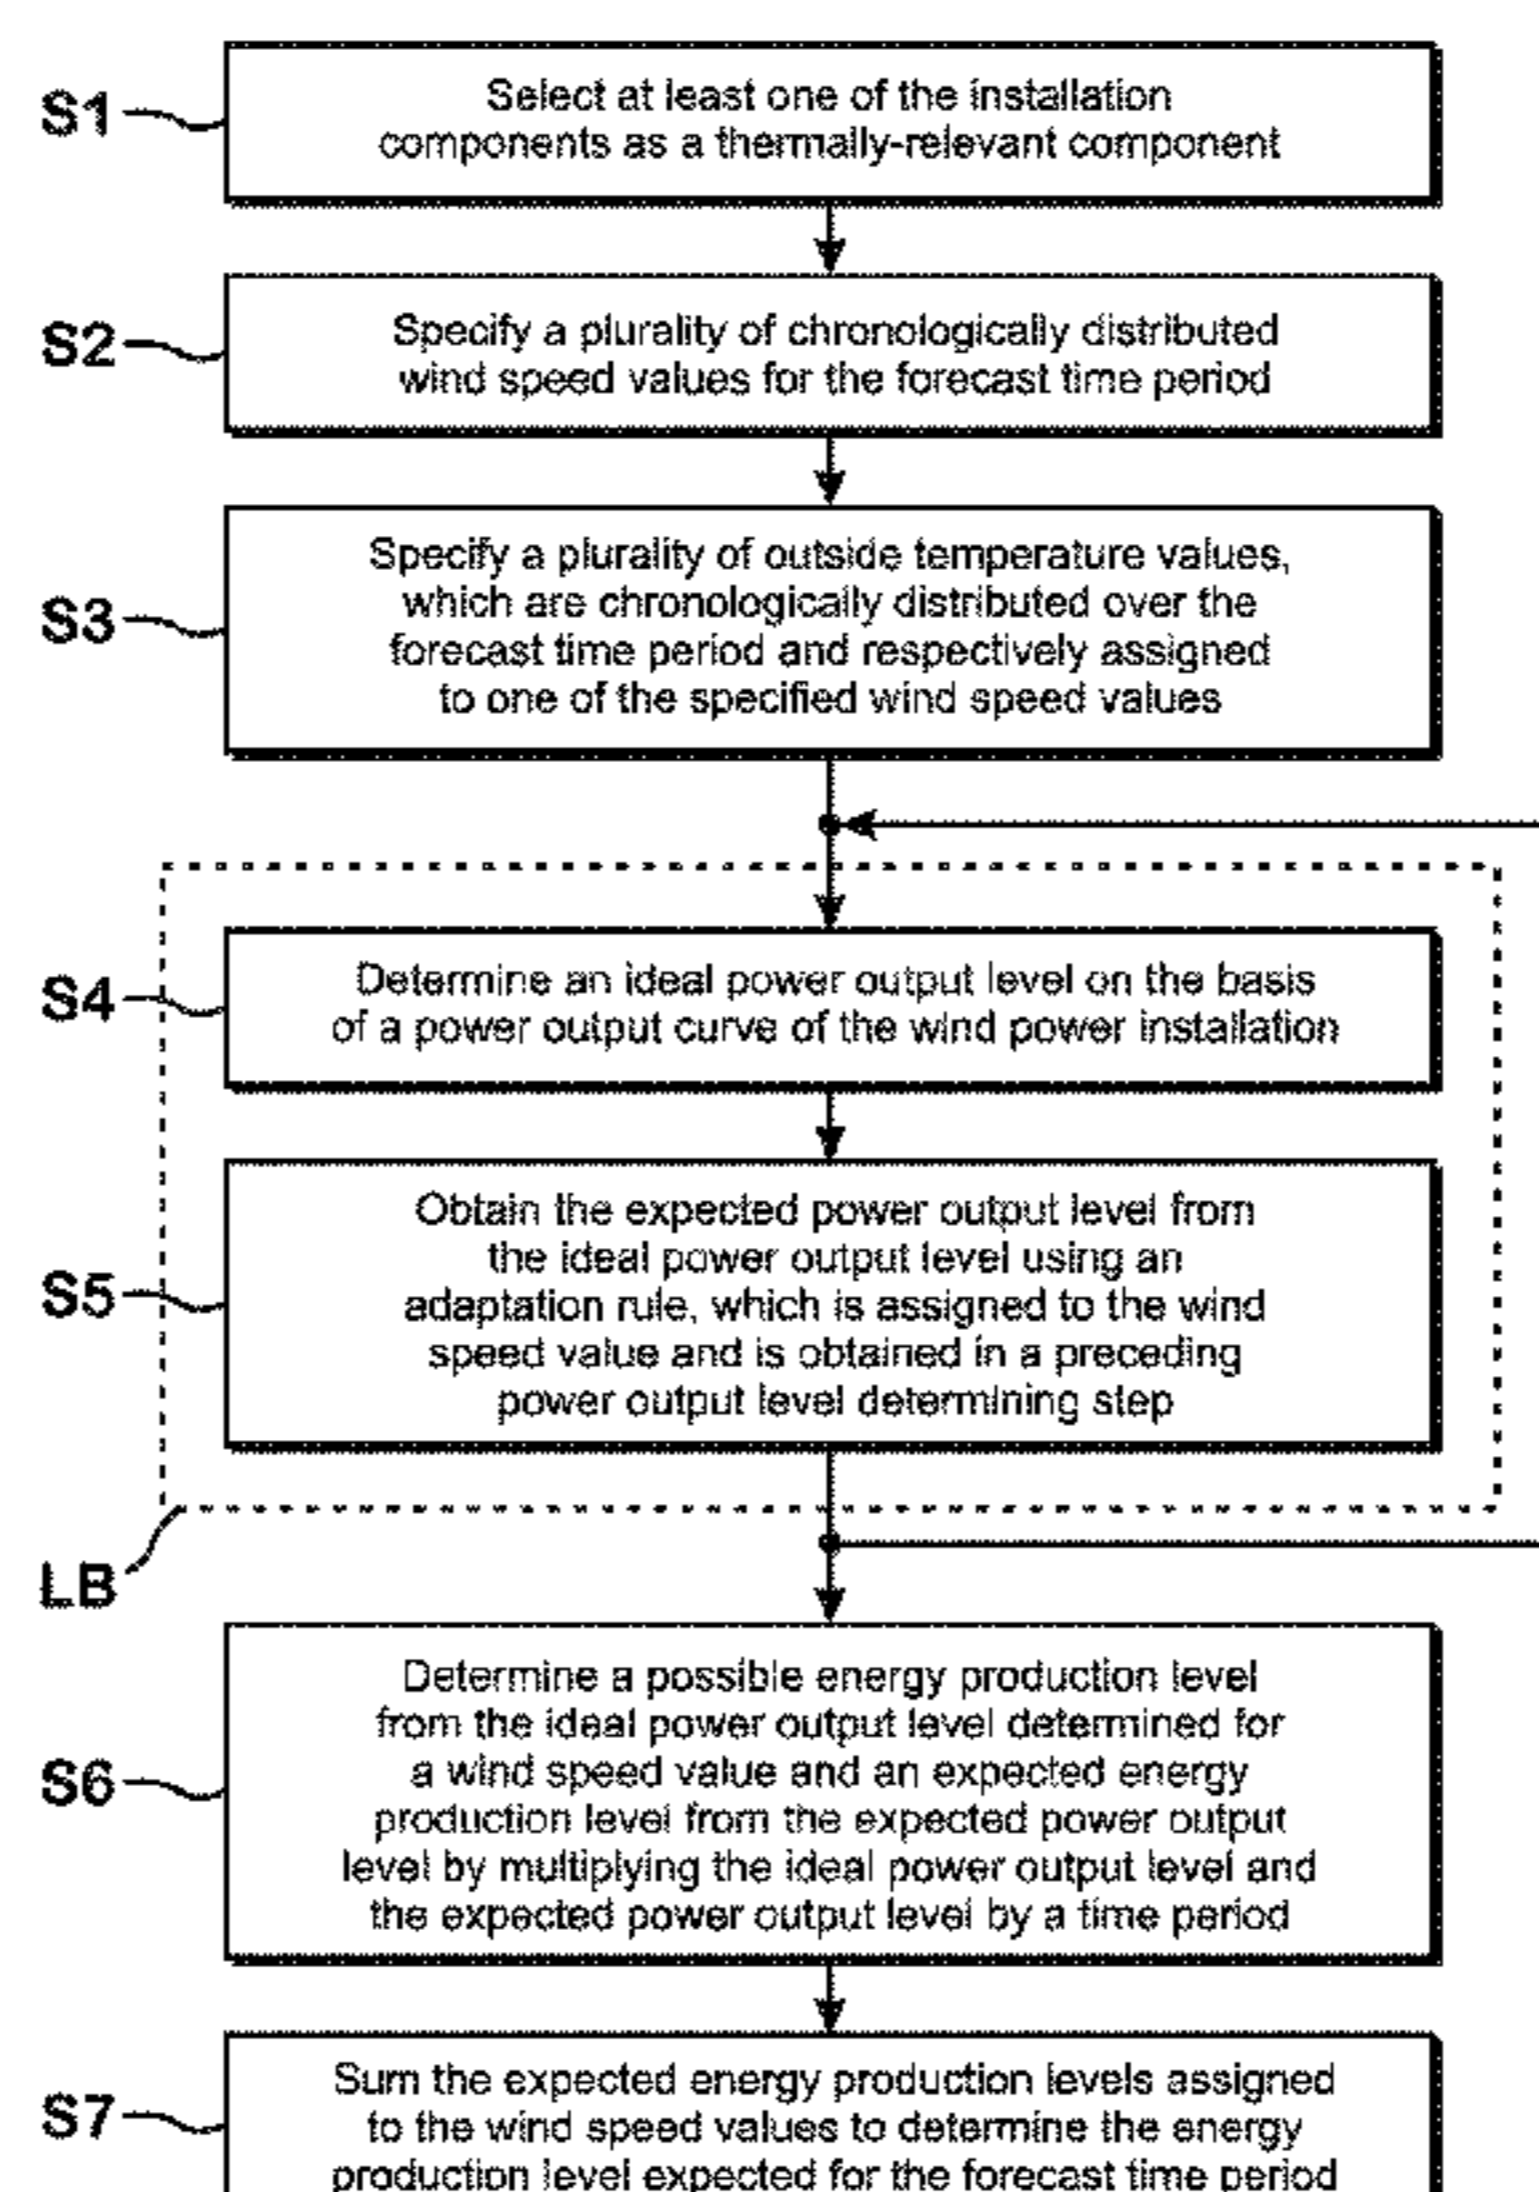 S1
Select at least one of the installation
components as a thermally-relevant component
S2
Specify a plurality of chronologically distributed
wind speed values for the forecast time period
S3
Specify a plurality of outside temperature values,
which are chronologically distributed over the
forecast time period and respectively assigned
to one of the specified wind speed values
S4
Determine an ideal power output level on the basis
of a power output curve of the wind power installation
S5
Obtain the expected power output level from
the ideal power output level using an
adaptation rule, which is assigned to the wind
speed value and is obtained in a preceding
power output level determining step
LB
S6
Determine a possible energy production level
from the ideal power output level determined for
a wind speed value and an expected energy
production level from the expected power output
level by multiplying the ideal power output level and
the expected power output level by a time period
S7
Sum the expected energy production levels assigned
to the wind speed values to determine the energy
production level expected for the forecast time period